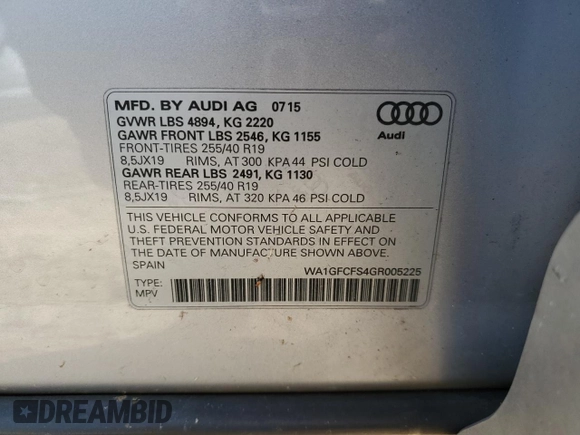 MFD. BY AUDI AG 07 15
GVWR LBS 4894, KG 2220
GAWR FRONT LBS 2546, KG 1155
FRONT-TIRES 255/40 R19
8,5JX19 RIMS, AT 300 KPA 44 PSI COLD
GAWR REAR LBS 2491, KG 1130
REAR-TIRES 255/40 R19
8,5JX19 RIMS, AT 320 KPA 46 PSI COLD
Audi
THIS VEHICLE CONFORMS TO ALL APPLICABLE
U.S. FEDERAL MOTOR VEHICLE SAFETY AND
THEFT PREVENTION STANDARDS IN EFFECT ON
THE DATE OF MANUFACTURE SHOWN ABOVE.
SPAIN WA1GFCFS4GR005225
TYPE:
MPV
DREAMBID